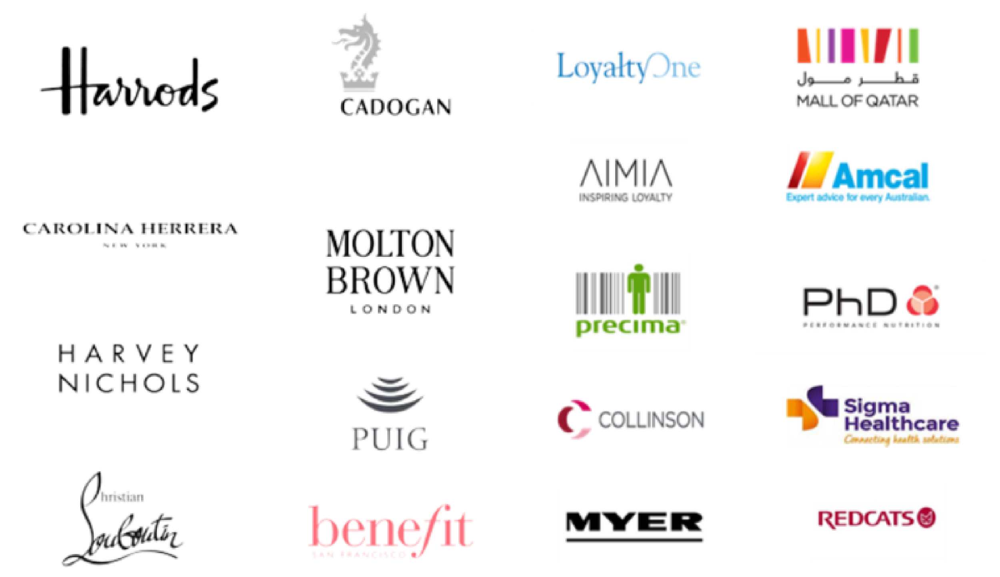 Harrods
CADOGAN
LoyaltyOne
قطر مول
MALL OF QATAR
AIMIA
INSPIRING LOYALTY
Amcal
Expert advice for every Australian.
CAROLINA HERRERA
NEW YORK
MOLTON
BROWN
LONDON
precima®
PhD ®
PERFORMANCE NUTRITION
HARVEY
NICHOLS
PUIG
COLLINSON
Sigma
Healthcare
Connecting health solutions
Christian
Louboutin
benefit
SAN FRANCISCO
MYER
REDCATS